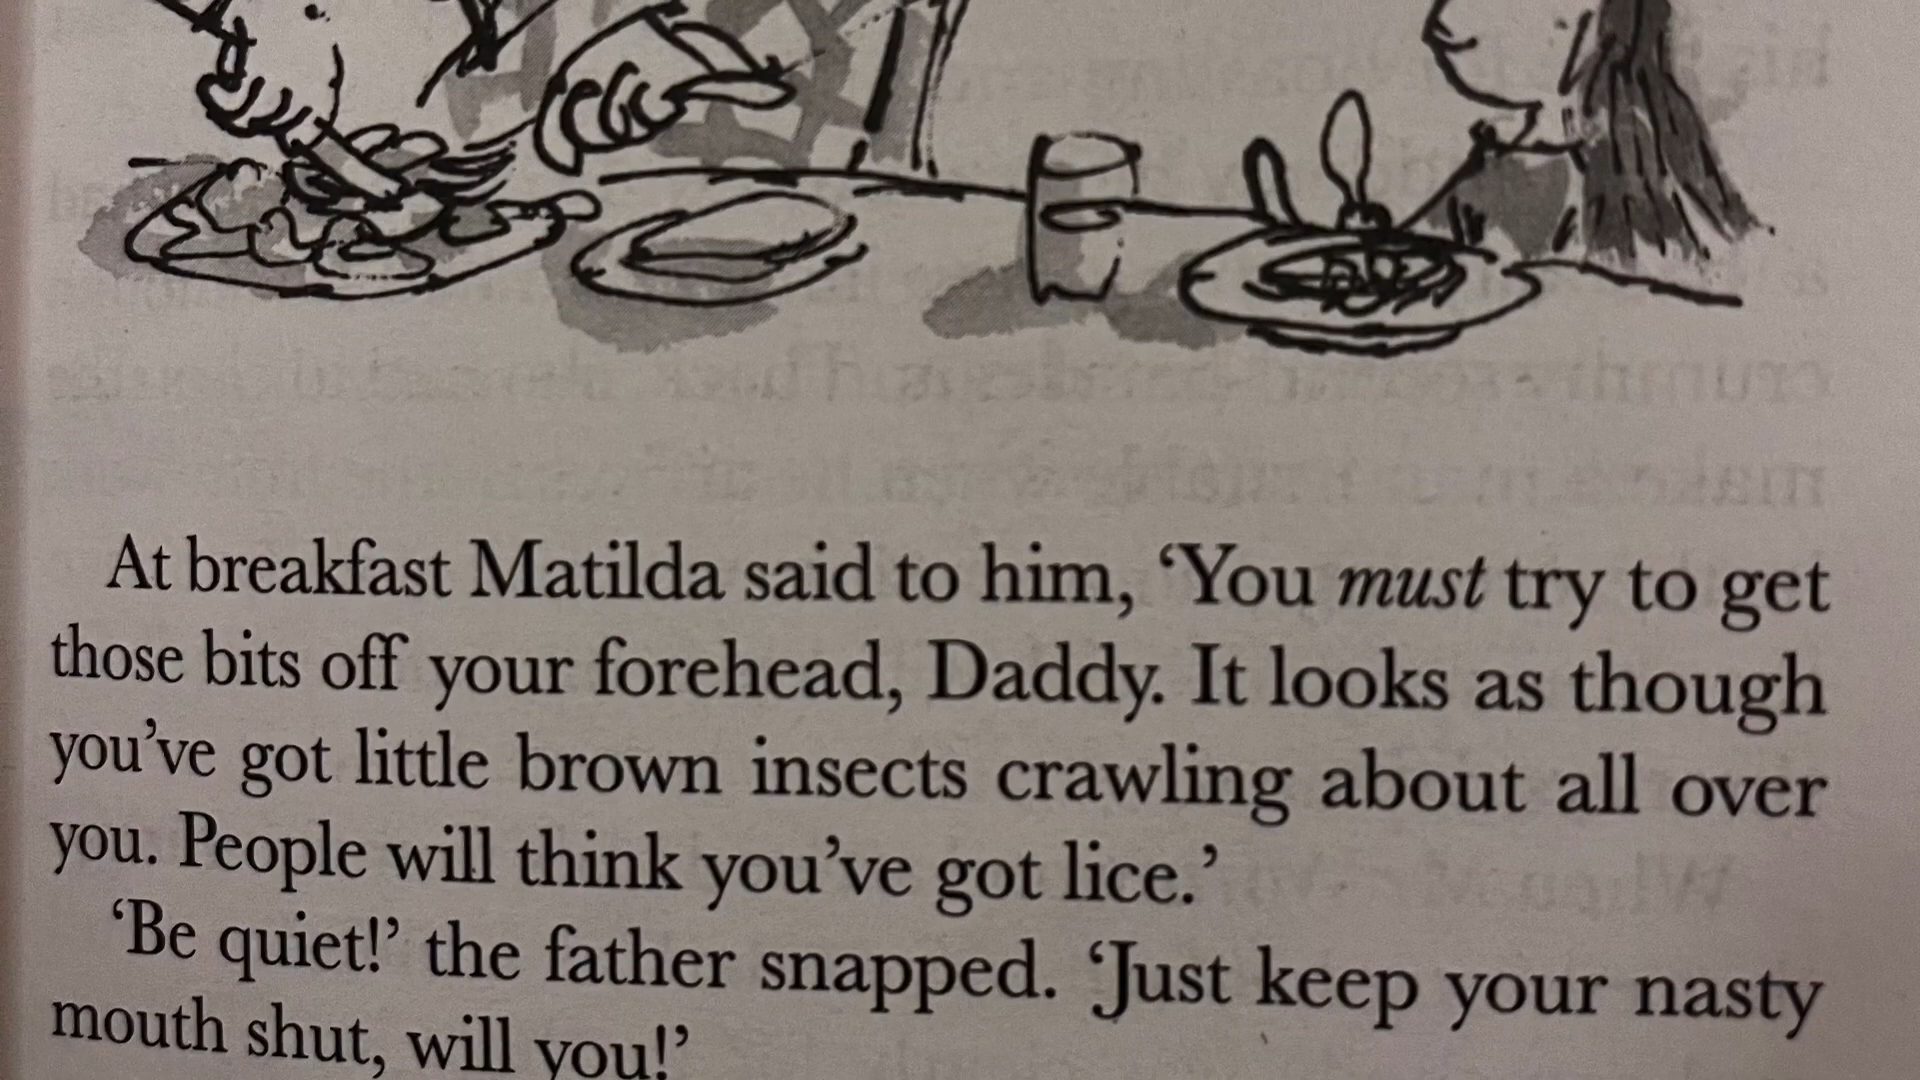 At breakfast Matilda said to him, ‘You must try to get
those bits off your forehead, Daddy. It looks as though
you’ve got little brown insects crawling about all over
you. People will think you’ve got lice.’
‘Be quiet!’ the father snapped. ‘Just keep your nasty
mouth shut, will you!’